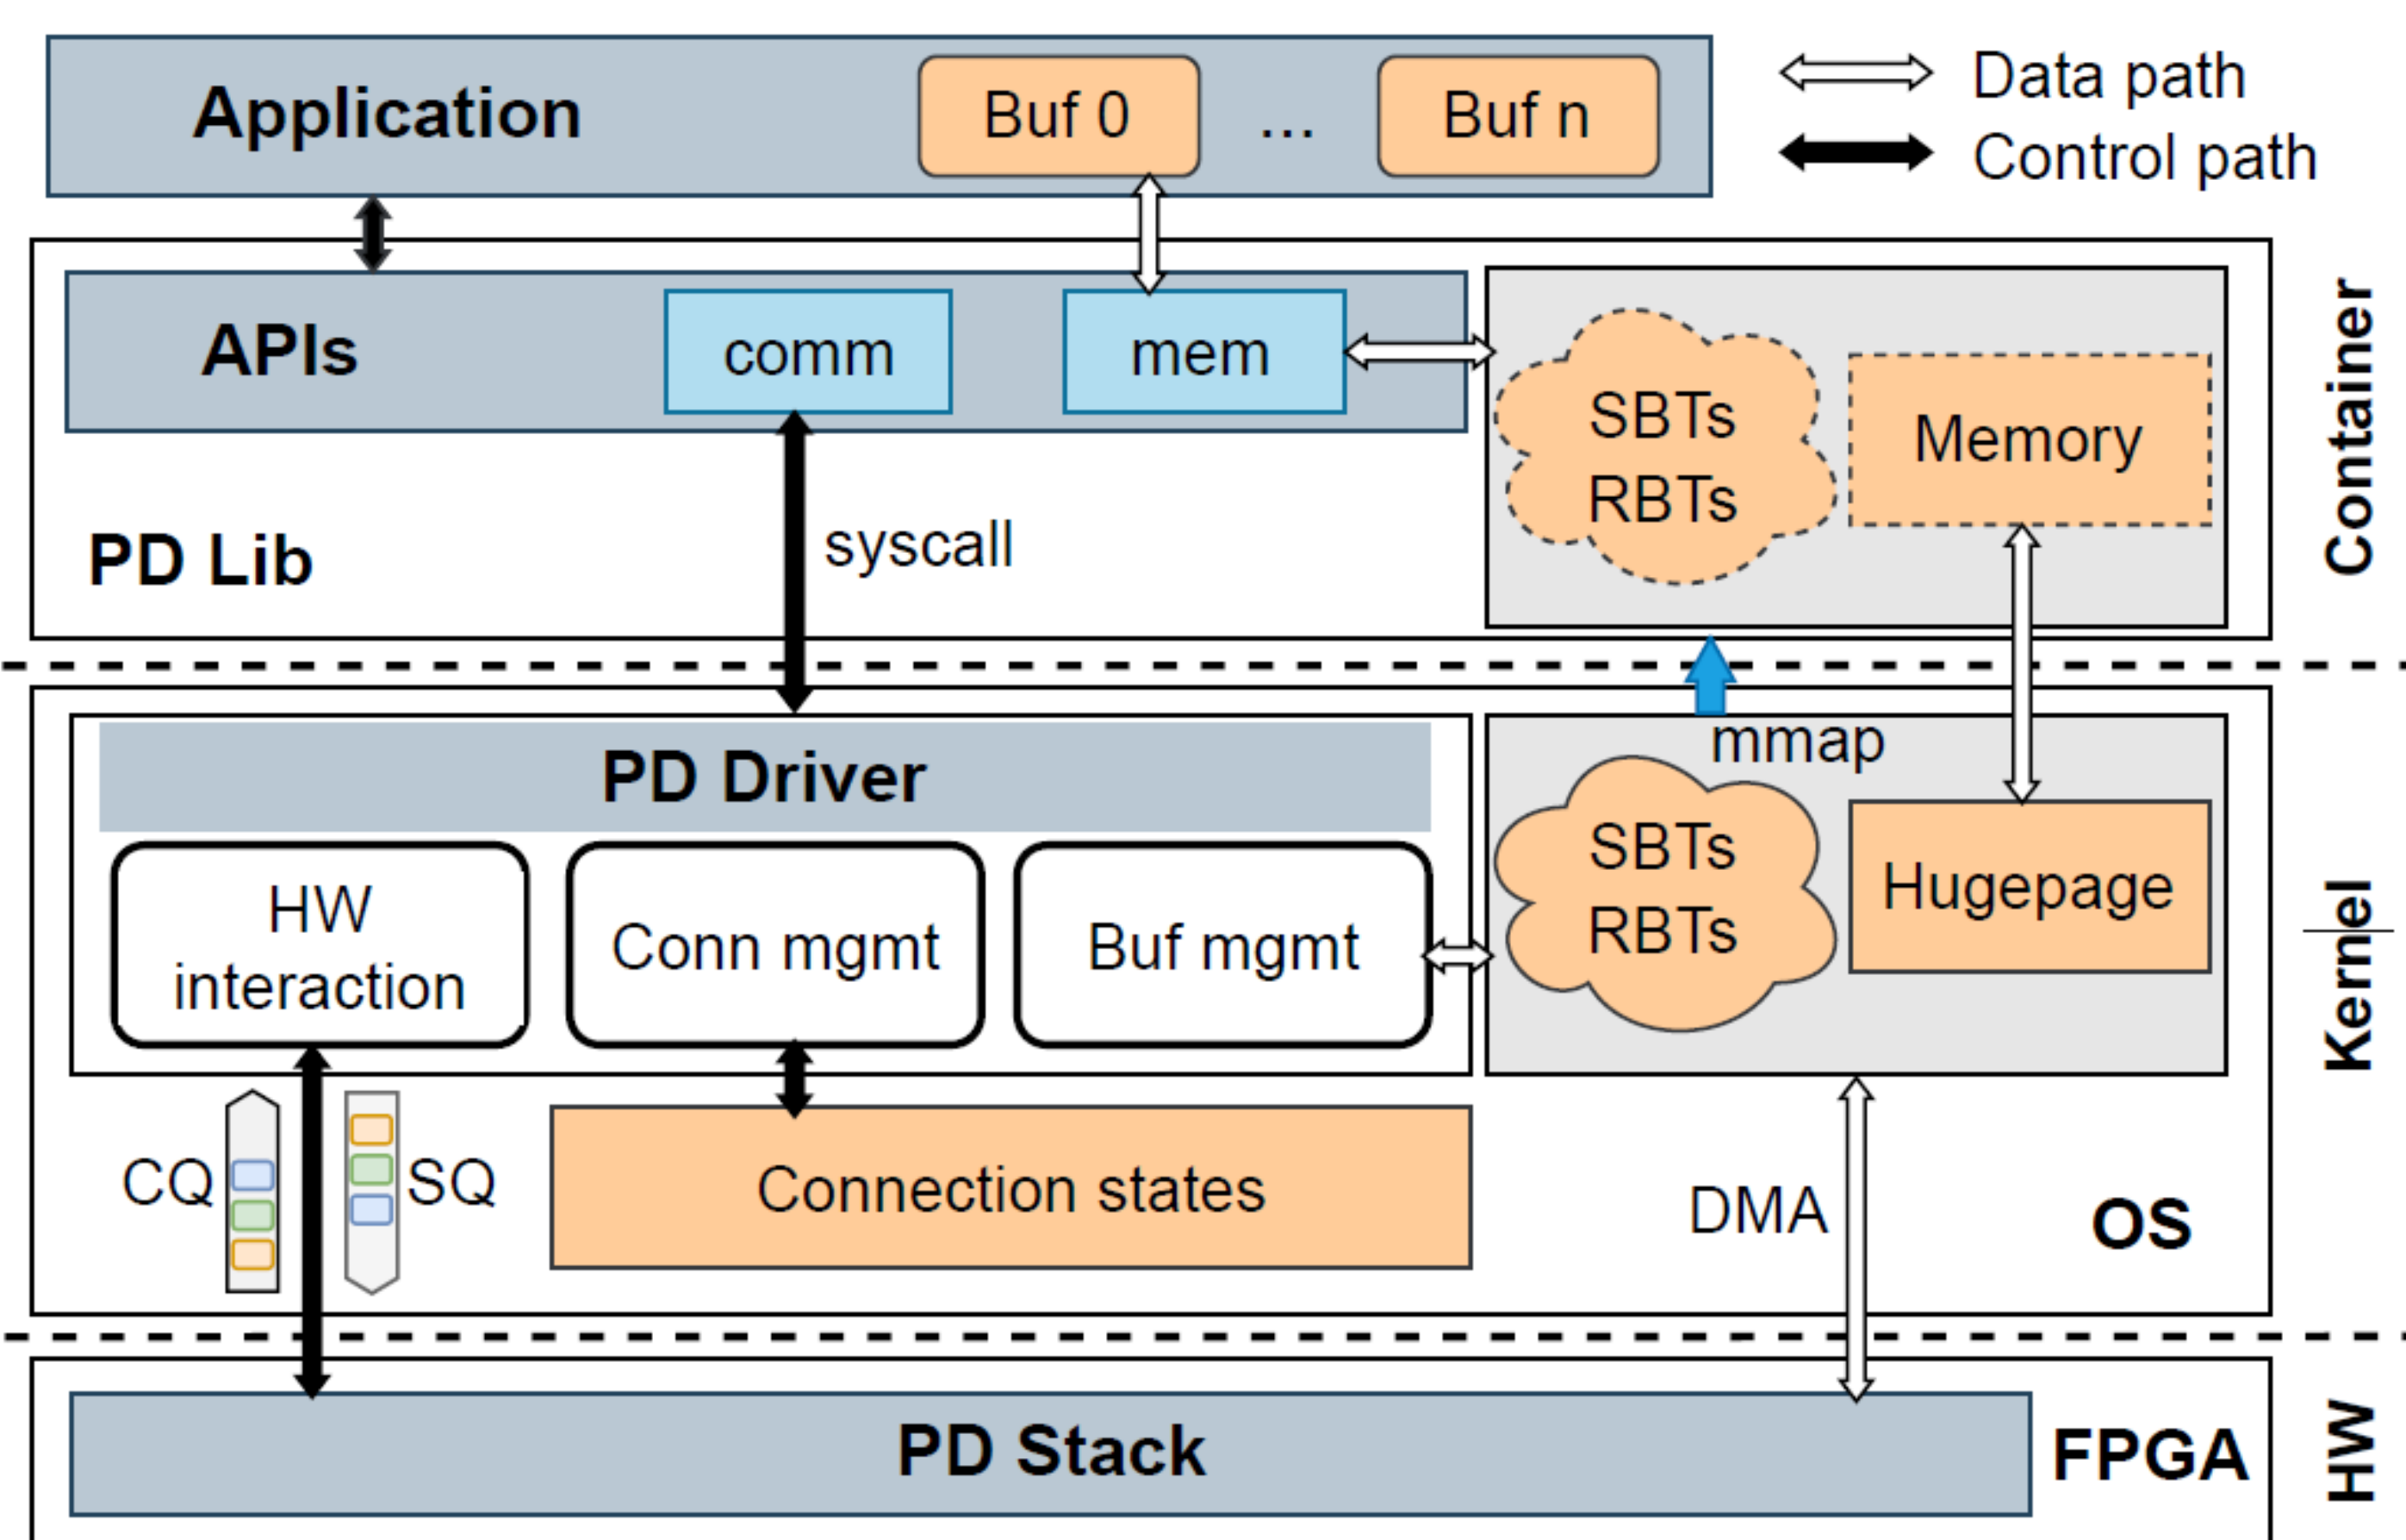 Application
Buf 0
...
Buf n
Data path
Control path
APIs
comm
mem
SBTs
RBTs
Memory
Container
PD Lib
syscall
mmap
PD Driver
HW
interaction
Conn mgmt
Buf mgmt
SBTs
RBTs
Hugepage
Kernel
CQ
SQ
Connection states
DMA
OS
PD Stack
FPGA
HW